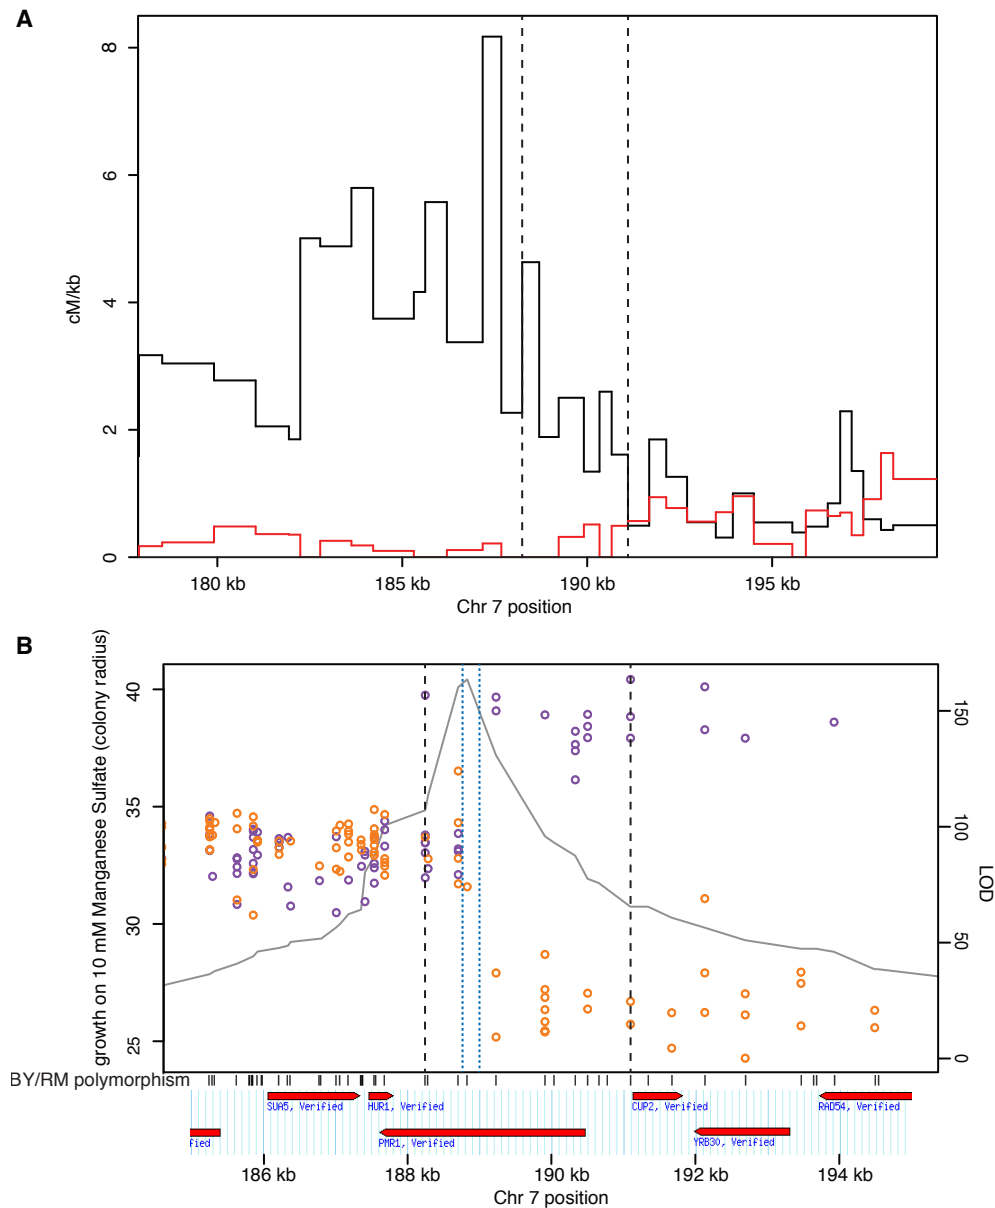 A
8
6
4
2
0
cM/kb
180 kb 185 kb 190 kb 195 kb
Chr 7 position
B
growth on 10 mM Manganese Sulfate (colony radius)
40
35
30
25
150
100
50
0
LOD
BY/RM polymorphism
SUA5, Verified HUR1, Verified CUP2, Verified RAD54, Verified
fied PMR1, Verified YRB30, Verified
186 kb 188 kb 190 kb 192 kb 194 kb
Chr 7 position